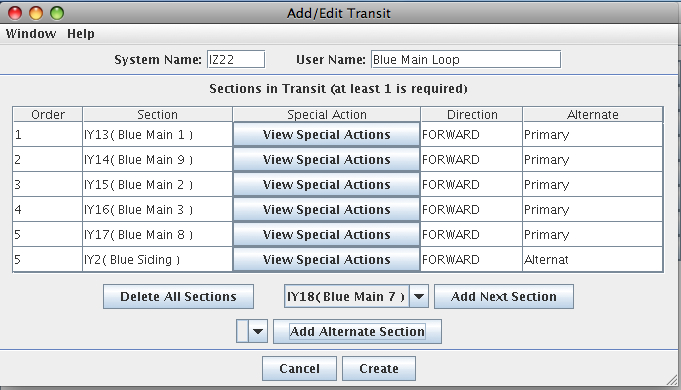 Add/Edit Transit
Window Help
System Name: IZ22 User Name: Blue Main Loop
Sections in Transit (at least 1 is required)
Order Section Special Action Direction Alternate
1 IY13( Blue Main 1 ) View Special Actions FORWARD Primary
2 IY14( Blue Main 9 ) View Special Actions FORWARD Primary
3 IY15( Blue Main 2 ) View Special Actions FORWARD Primary
4 IY16( Blue Main 3 ) View Special Actions FORWARD Primary
5 IY17( Blue Main 8 ) View Special Actions FORWARD Primary
5 IY2( Blue Siding ) View Special Actions FORWARD Alternat
Delete All Sections IY18( Blue Main 7 ) Add Next Section
Add Alternate Section
Cancel Create